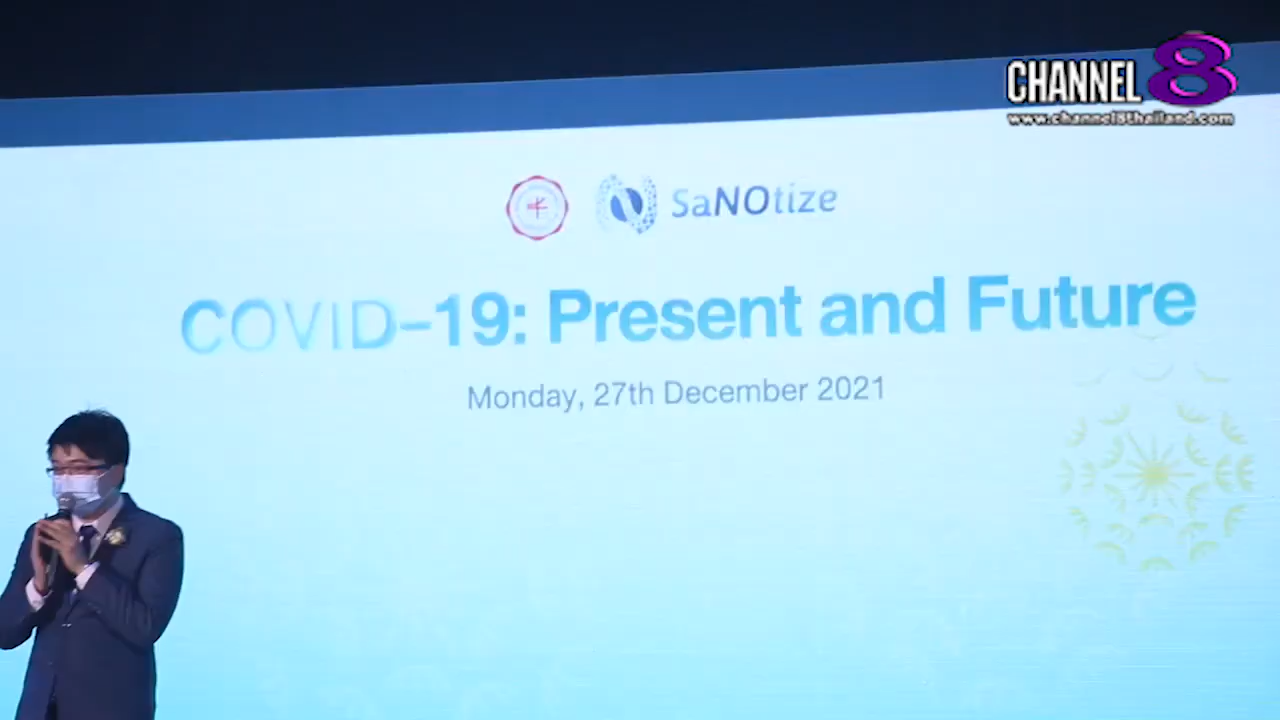 CHANNEL 8
www.channel8thailand.com
SaNOtize
COVID-19: Present and Future
Monday, 27th December 2021